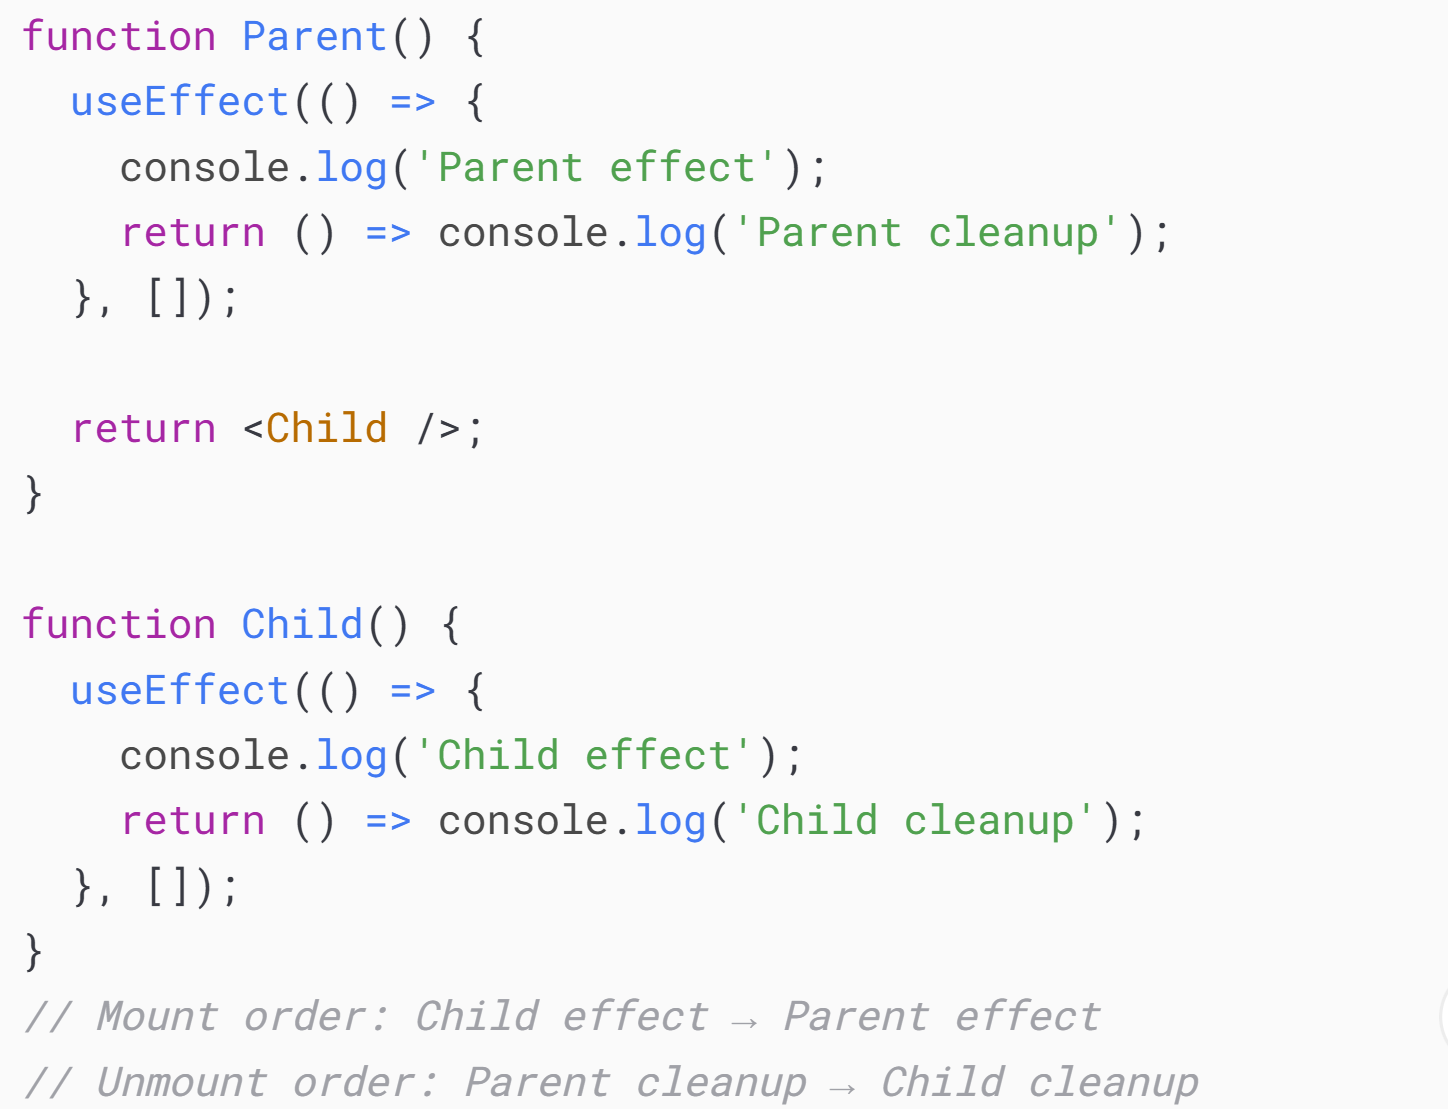 function Parent() {
  useEffect(() => {
    console.log('Parent effect');
    return () => console.log('Parent cleanup');
  }, []);

  return <Child />;
}

function Child() {
  useEffect(() => {
    console.log('Child effect');
    return () => console.log('Child cleanup');
  }, []);
}
// Mount order: Child effect → Parent effect
// Unmount order: Parent cleanup → Child cleanup